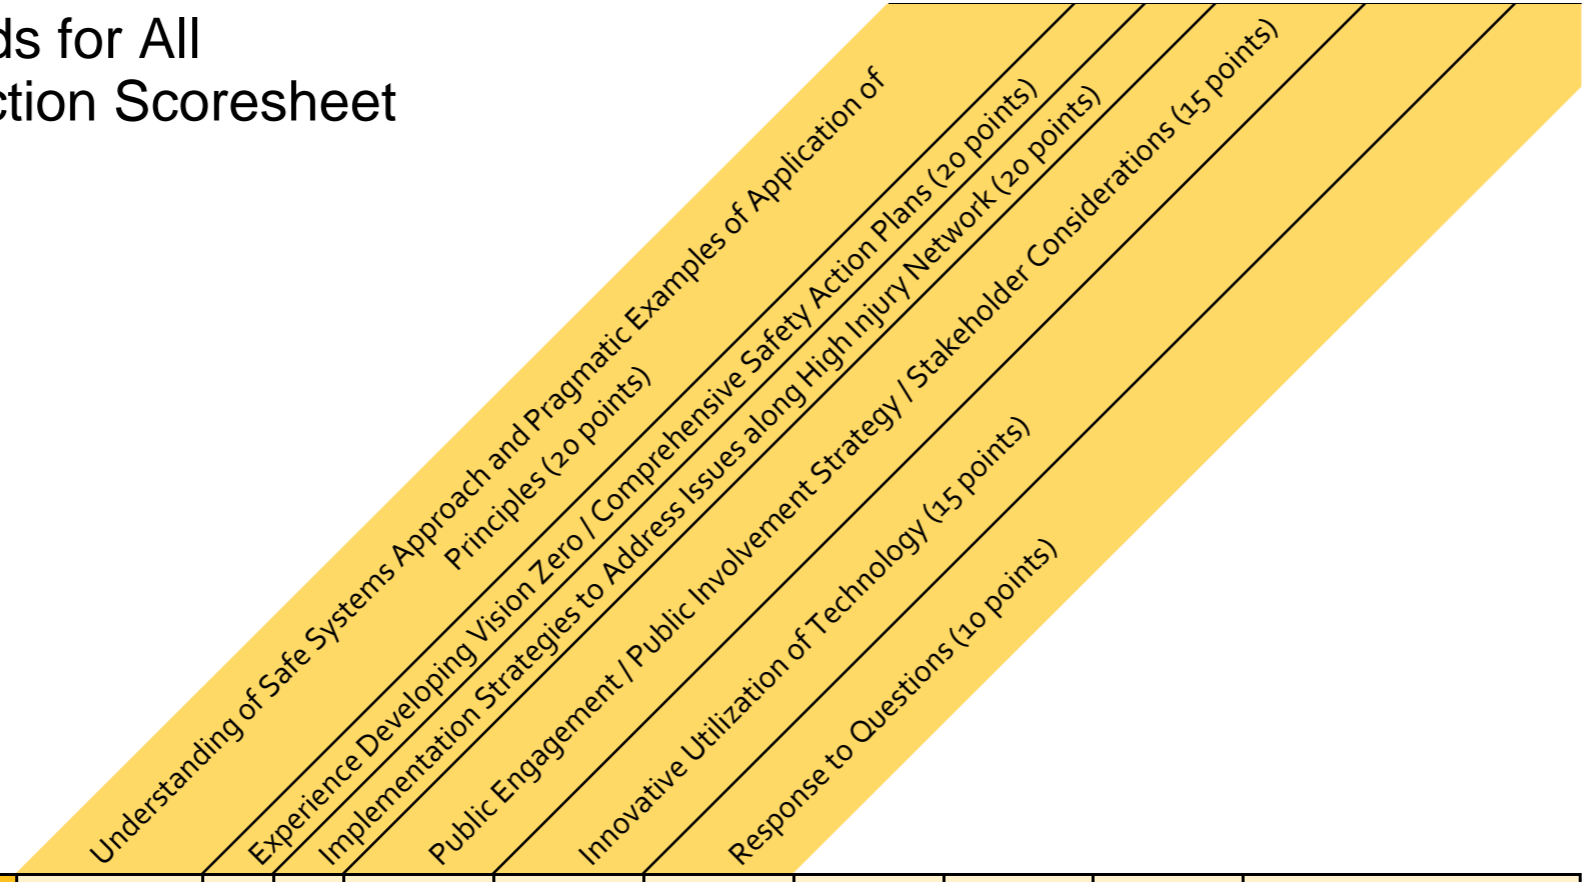 ds for All
ction Scoresheet
Understanding of Safe Systems Approach and Pragmatic Examples of Application of
Principles (20 points)
Experience Developing Vision Zero / Comprehensive Safety Action Plans (20 points)
Implementation Strategies to Address Issues along High Injury Network (20 points)
Public Engagement / Public Involvement Strategy / Stakeholder Considerations (15 points)
Innovative Utilization of Technology (15 points)
Response to Questions (10 points)